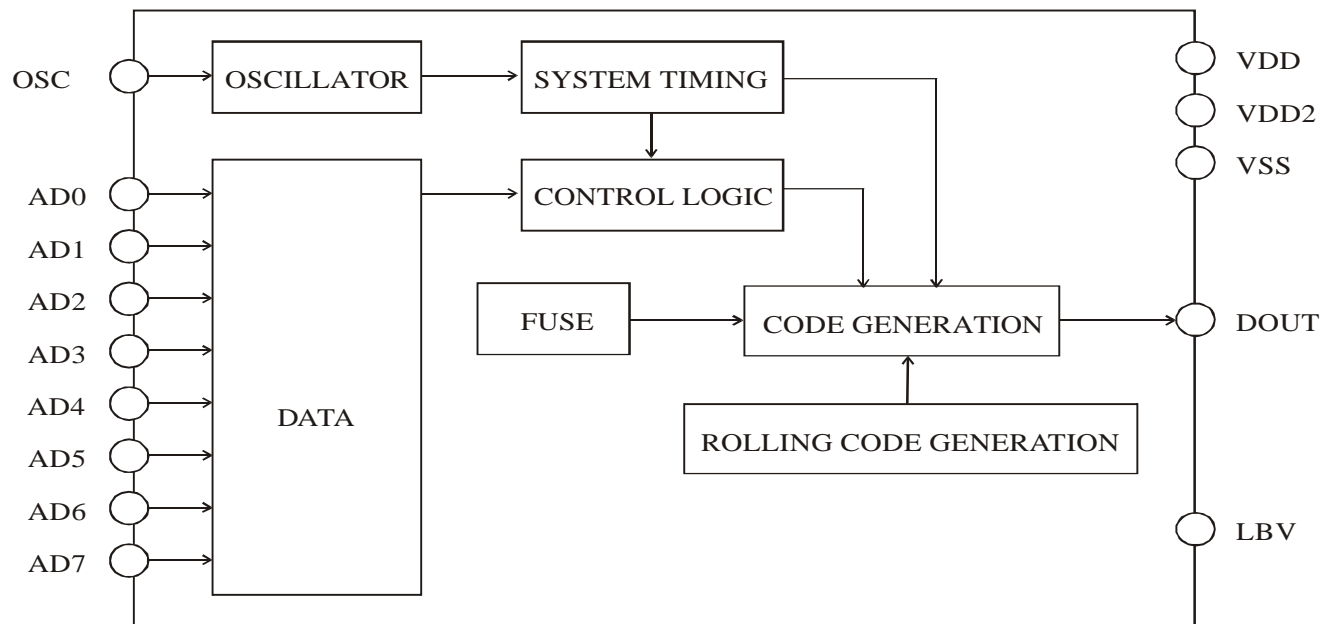 OSC
OSCILLATOR
SYSTEM TIMING
VDD
VDD2
VSS
AD0
AD1
AD2
AD3
AD4
AD5
AD6
AD7
DATA
CONTROL LOGIC
FUSE
CODE GENERATION
DOUT
ROLLING CODE GENERATION
LBV